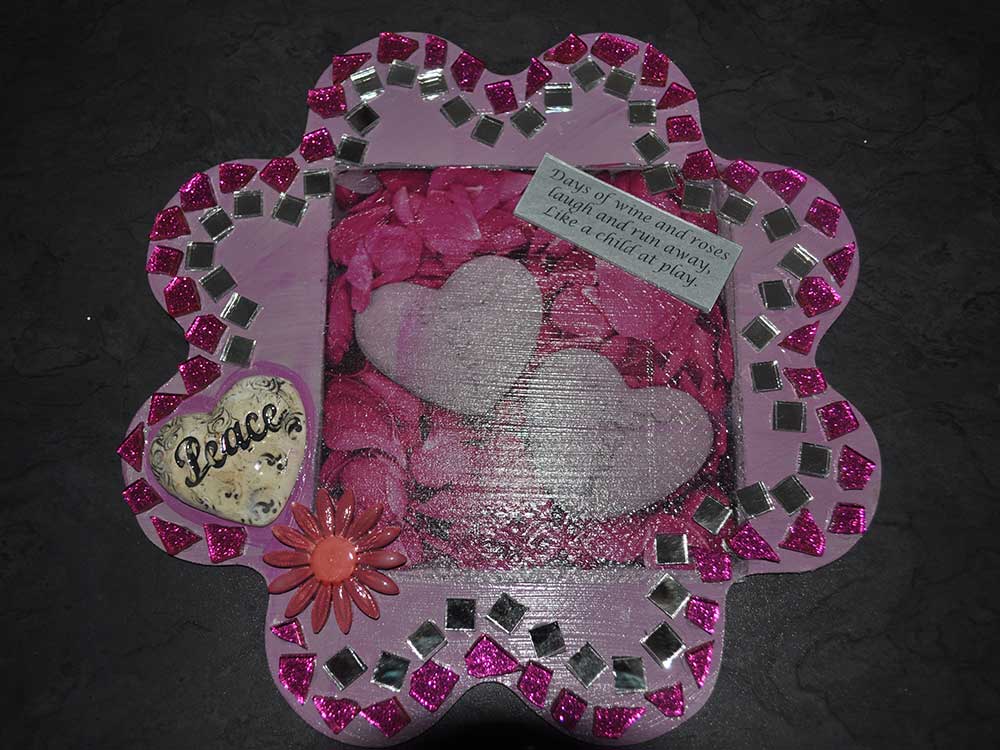 Days of wine and roses
laugh and run away,
Like a child at play.
Peace